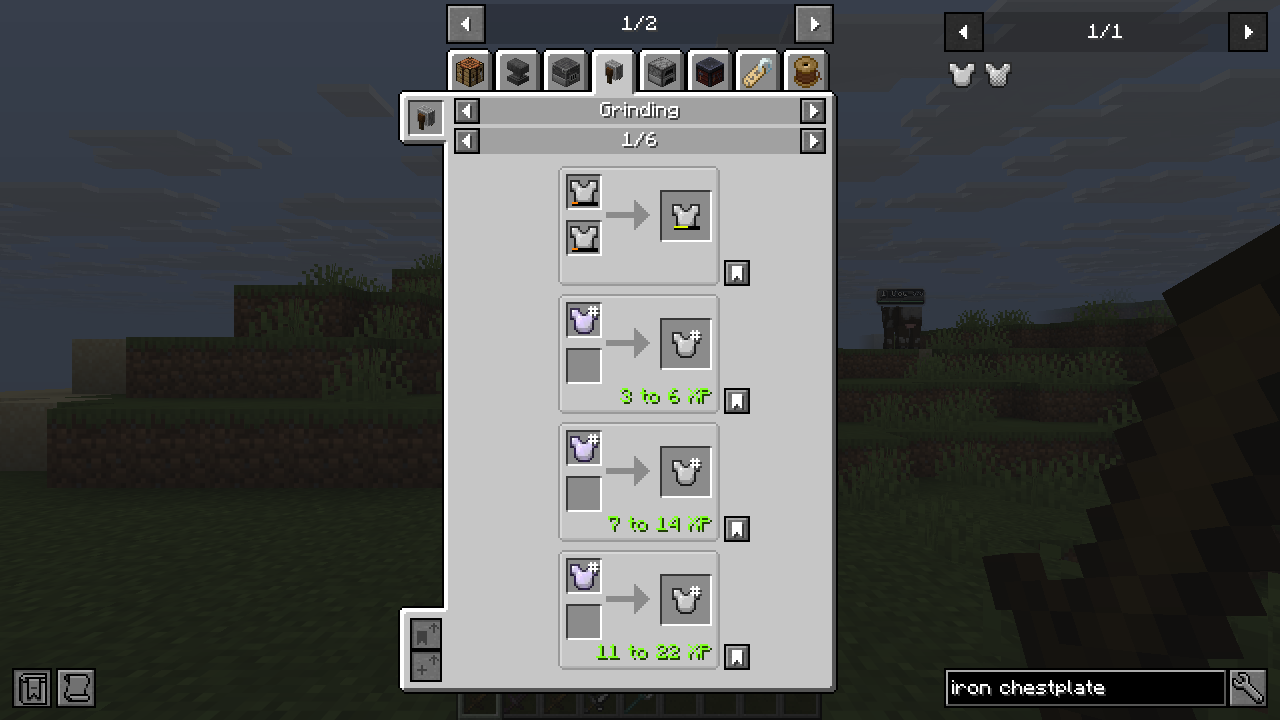 1/2
1/1
Grinding
1/6
3 to 6 XP
7 to 14 XP
11 to 22 XP
iron chestplate